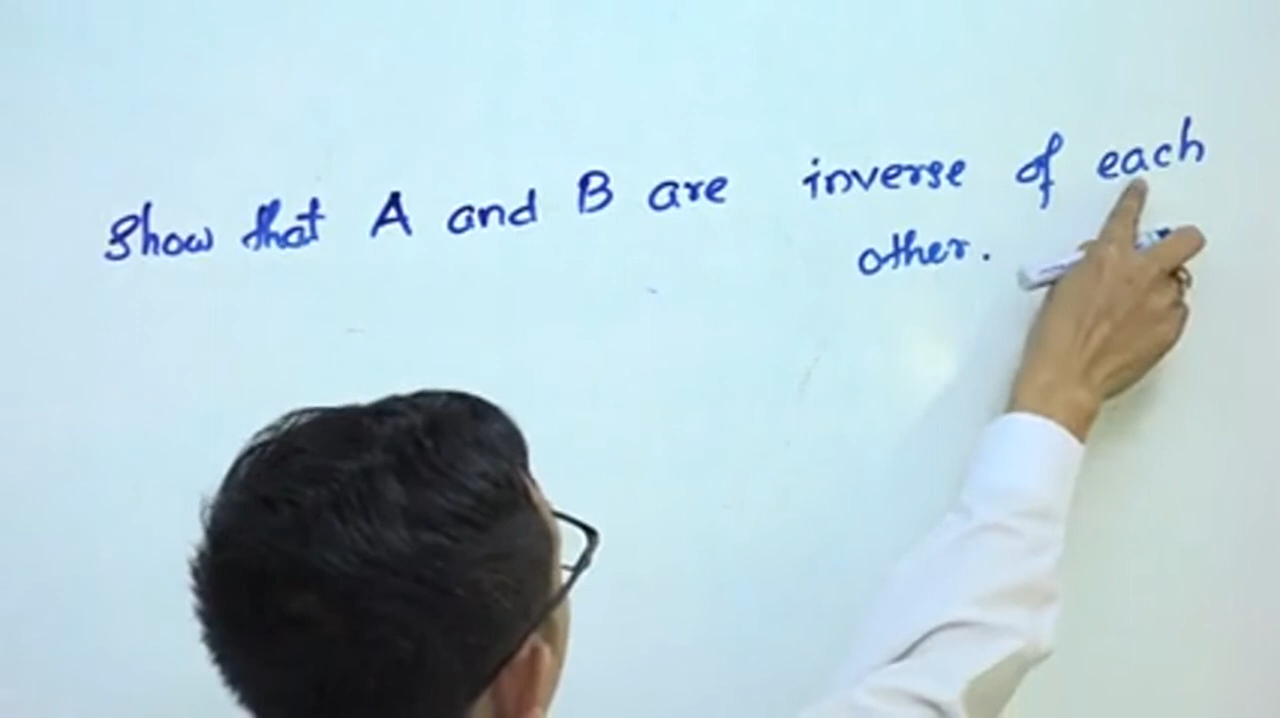 Show that A and B are inverse of each
other.